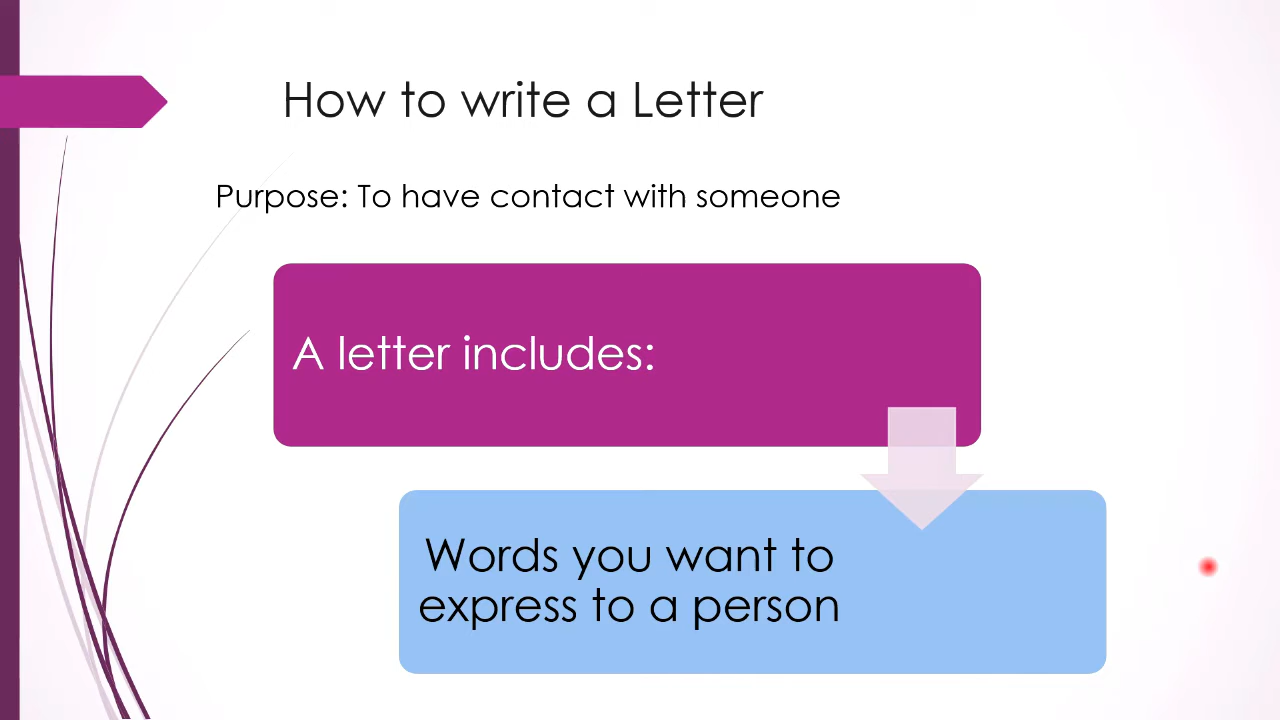 How to write a Letter
Purpose: To have contact with someone
A letter includes:
Words you want to
express to a person